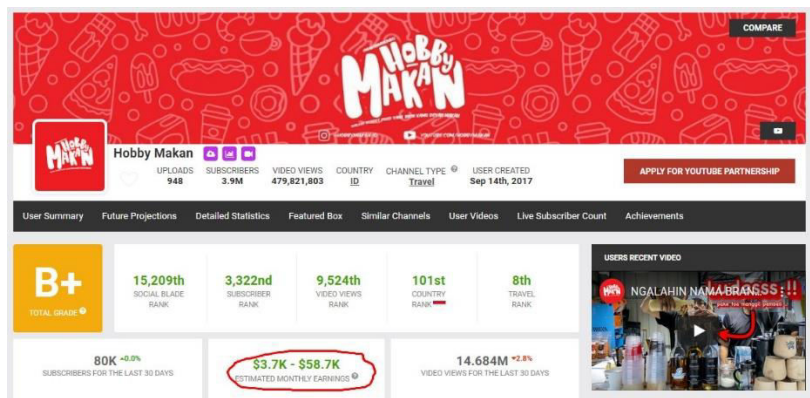 COMPARE
HOBBY
MAKAN
Hobby Makan
UPLOADS SUBSCRIBERS VIDEO VIEWS COUNTRY CHANNEL TYPE USER CREATED
948 3.9M 479,821,803 ID Travel Sep 14th, 2017
APPLY FOR YOUTUBE PARTNERSHIP
User Summary Future Projections Detailed Statistics Featured Box Similar Channels User Videos Live Subscriber Count Achievements
B+
TOTAL GRADE
15,209th 3,322nd 9,524th 101st 8th
SOCIAL BLADE RANK SUBSCRIBER RANK VIDEO VIEWS RANK COUNTRY RANK TRAVEL RANK
USERS RECENT VIDEO
NGALAHIN NAMA BRAN...
80K +0.0%
SUBSCRIBERS FOR THE LAST 30 DAYS
$3.7K - $58.7K
ESTIMATED MONTHLY EARNINGS
14.684M -2.8%
VIDEO VIEWS FOR THE LAST 30 DAYS